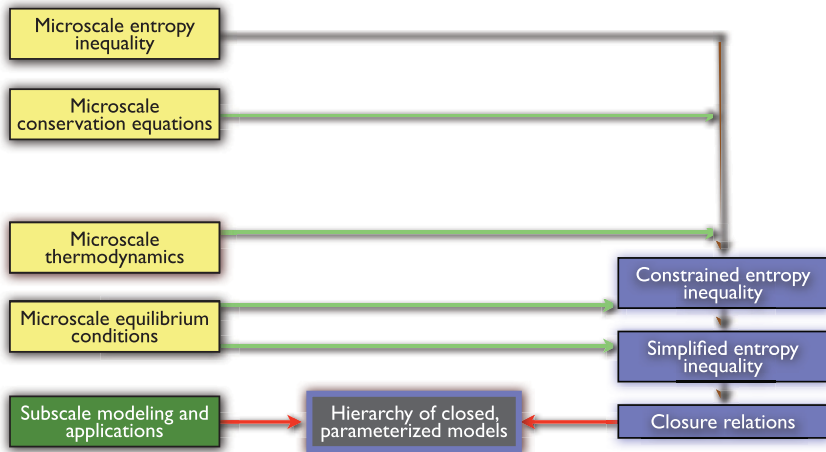 Microscale entropy
inequality
Microscale
conservation equations
Microscale
thermodynamics
Constrained entropy
inequality
Microscale equilibrium
conditions
Simplified entropy
inequality
Subscale modeling and
applications
Hierarchy of closed,
parameterized models
Closure relations